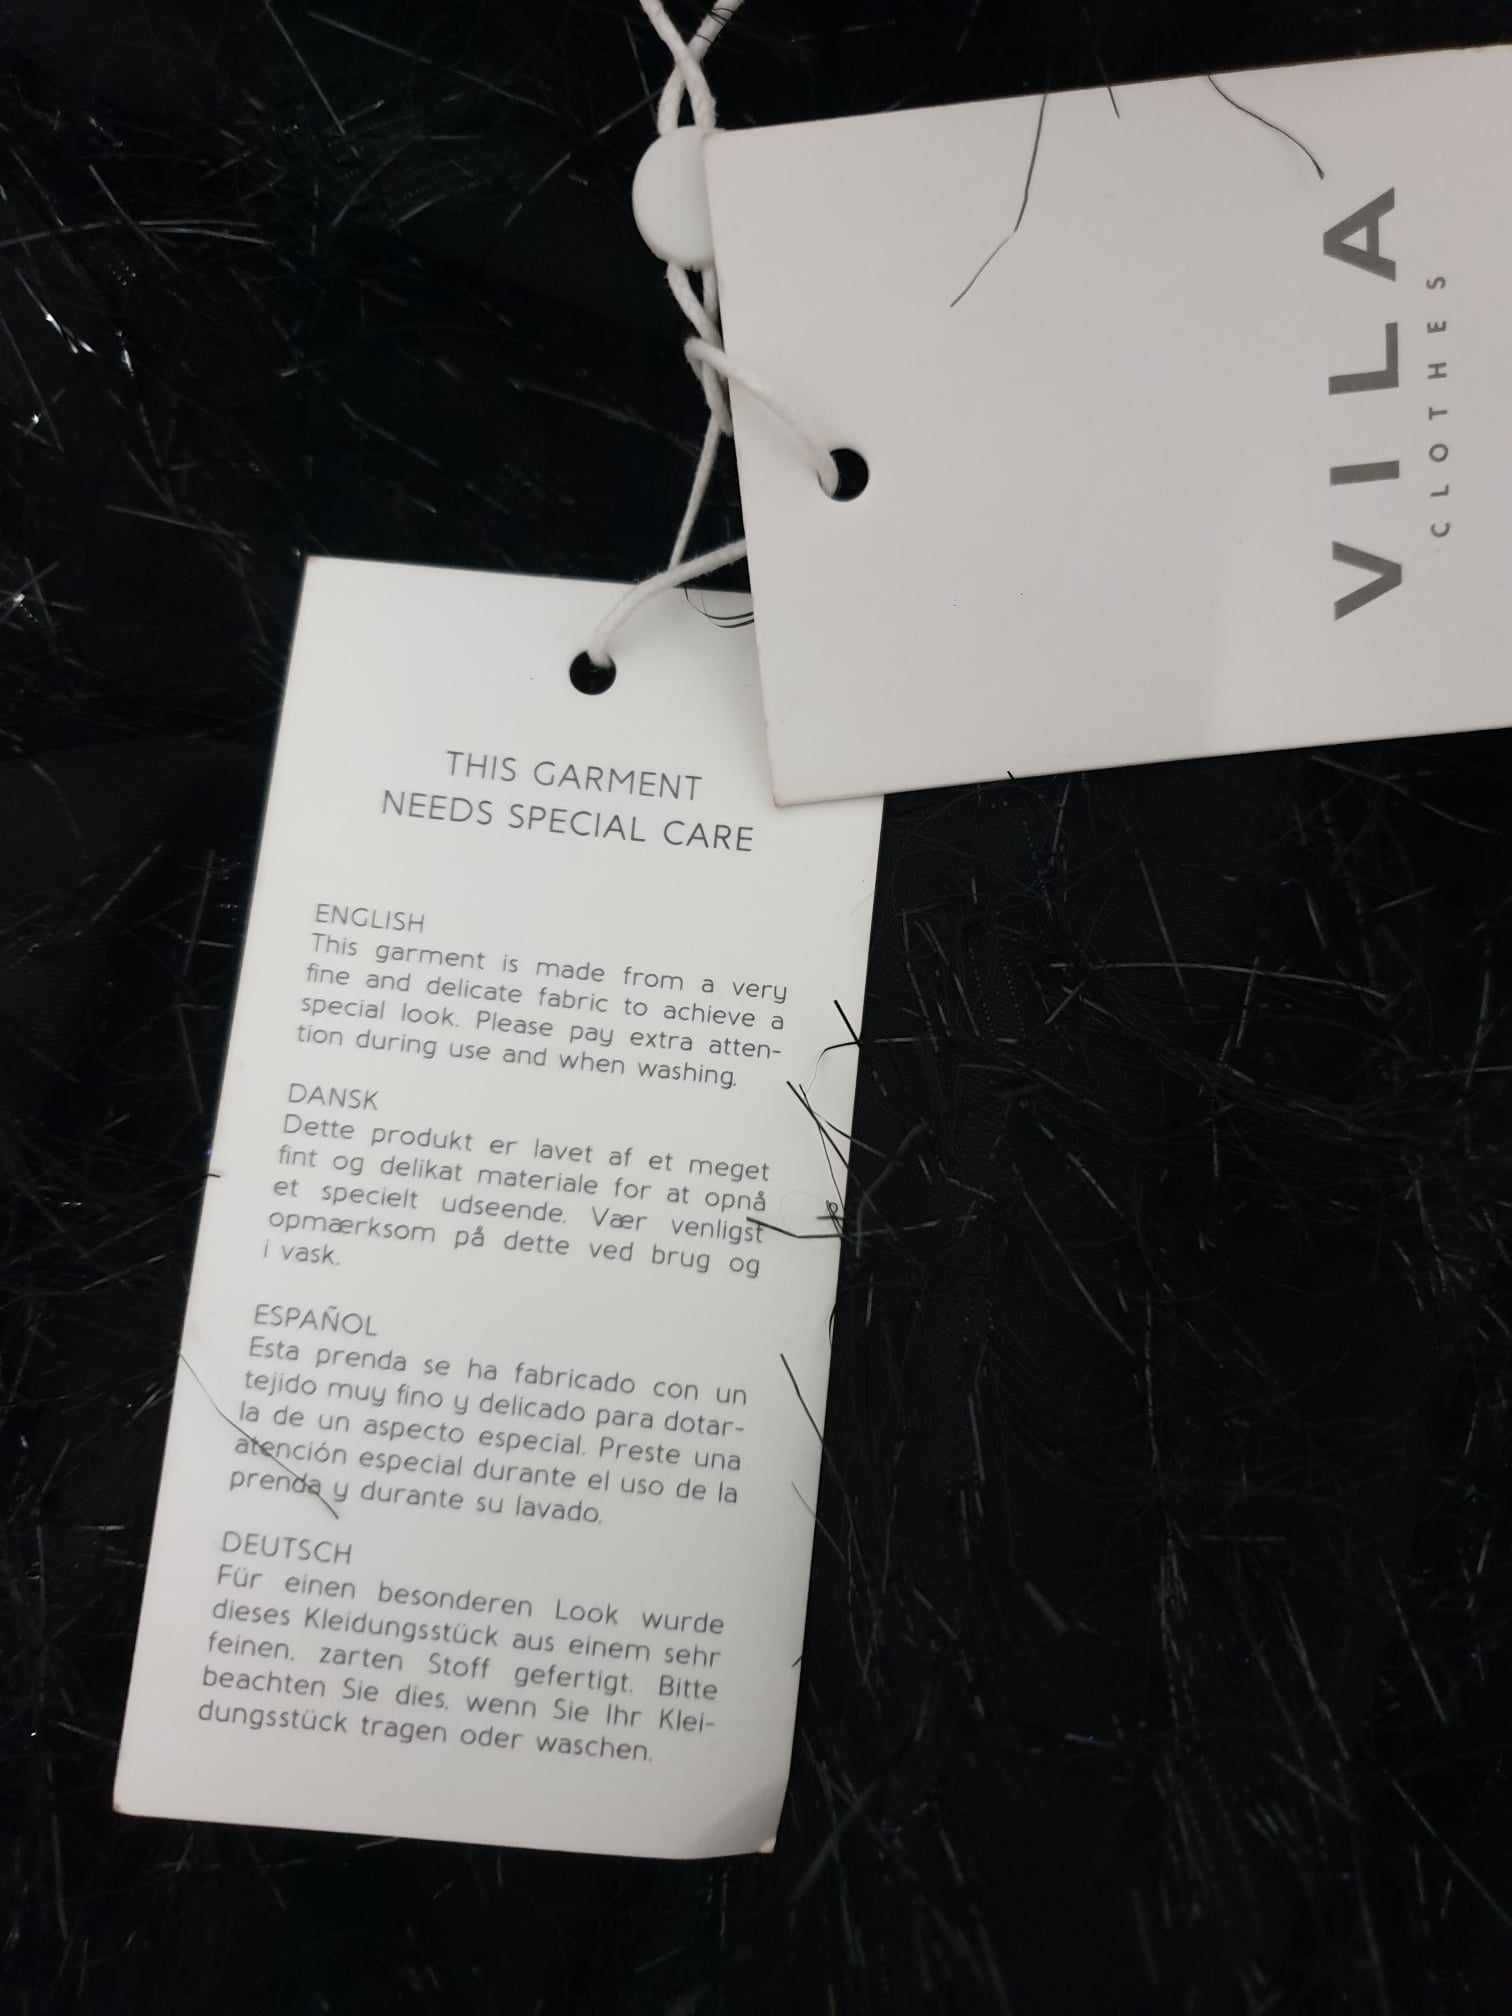 VILA
CLOTHES
THIS GARMENT
NEEDS SPECIAL CARE
ENGLISH
This garment is made from a very
fine and delicate fabric to achieve a
special look. Please pay extra atten-
tion during use and when washing.
DANSK
Dette produkt er lavet af et meget
fint og delikat materiale for at opnå
et specielt udseende. Vær venligst
opmærksom på dette ved brug og
i vask.
ESPAÑOL
Esta prenda se ha fabricado con un
tejido muy fino y delicado para dotar-
la de un aspecto especial. Preste una
atención especial durante el uso de la
prenda y durante su lavado.
DEUTSCH
Für einen besonderen Look wurde
dieses Kleidungsstück aus einem sehr
feinen, zarten Stoff gefertigt. Bitte
beachten Sie dies, wenn Sie Ihr Klei-
dungsstück tragen oder waschen.